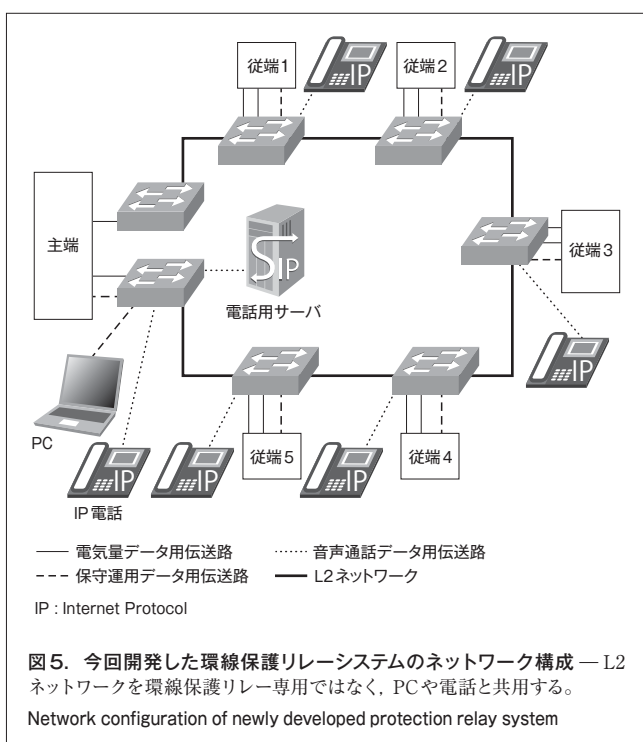 従端1
IP
従端2
IP
主端
SIP
電話用サーバ
従端3
IP
PC
IP
IP電話
IP
従端5
IP
従端4
電気量データ用伝送路
音声通話データ用伝送路
保守運用データ用伝送路
L2ネットワーク
IP : Internet Protocol
図5. 今回開発した環線保護リレーシステムのネットワーク構成 — L2
ネットワークを環線保護リレー専用ではなく，PCや電話と共用する。
Network configuration of newly developed protection relay system